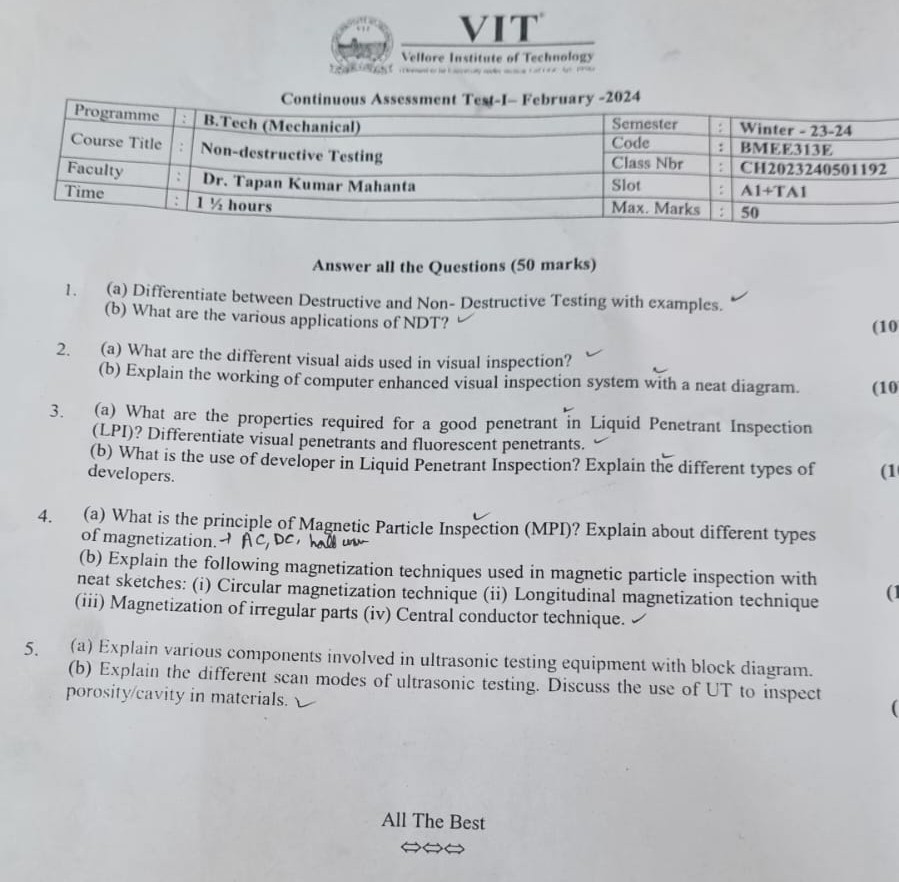 VIT
Vellore Institute of Technology
Continuous Assessment Test-I– February -2024
Programme : B.Tech (Mechanical) Semester : Winter - 23-24
Course Title : Non-destructive Testing Code : BMEE313E
Faculty : Dr. Tapan Kumar Mahanta Class Nbr : CH2023240501192
Time : 1 ½ hours Slot : A1+TA1
Max. Marks : 50
Answer all the Questions (50 marks)
1. (a) Differentiate between Destructive and Non- Destructive Testing with examples.
(b) What are the various applications of NDT?
(10
2. (a) What are the different visual aids used in visual inspection?
(b) Explain the working of computer enhanced visual inspection system with a neat diagram. (10
3. (a) What are the properties required for a good penetrant in Liquid Penetrant Inspection
(LPI)? Differentiate visual penetrants and fluorescent penetrants.
(b) What is the use of developer in Liquid Penetrant Inspection? Explain the different types of (1
developers.
4. (a) What is the principle of Magnetic Particle Inspection (MPI)? Explain about different types
of magnetization. → AC, DC, half
(b) Explain the following magnetization techniques used in magnetic particle inspection with
neat sketches: (i) Circular magnetization technique (ii) Longitudinal magnetization technique (1
(iii) Magnetization of irregular parts (iv) Central conductor technique.
5. (a) Explain various components involved in ultrasonic testing equipment with block diagram.
(b) Explain the different scan modes of ultrasonic testing. Discuss the use of UT to inspect
porosity/cavity in materials. (
All The Best